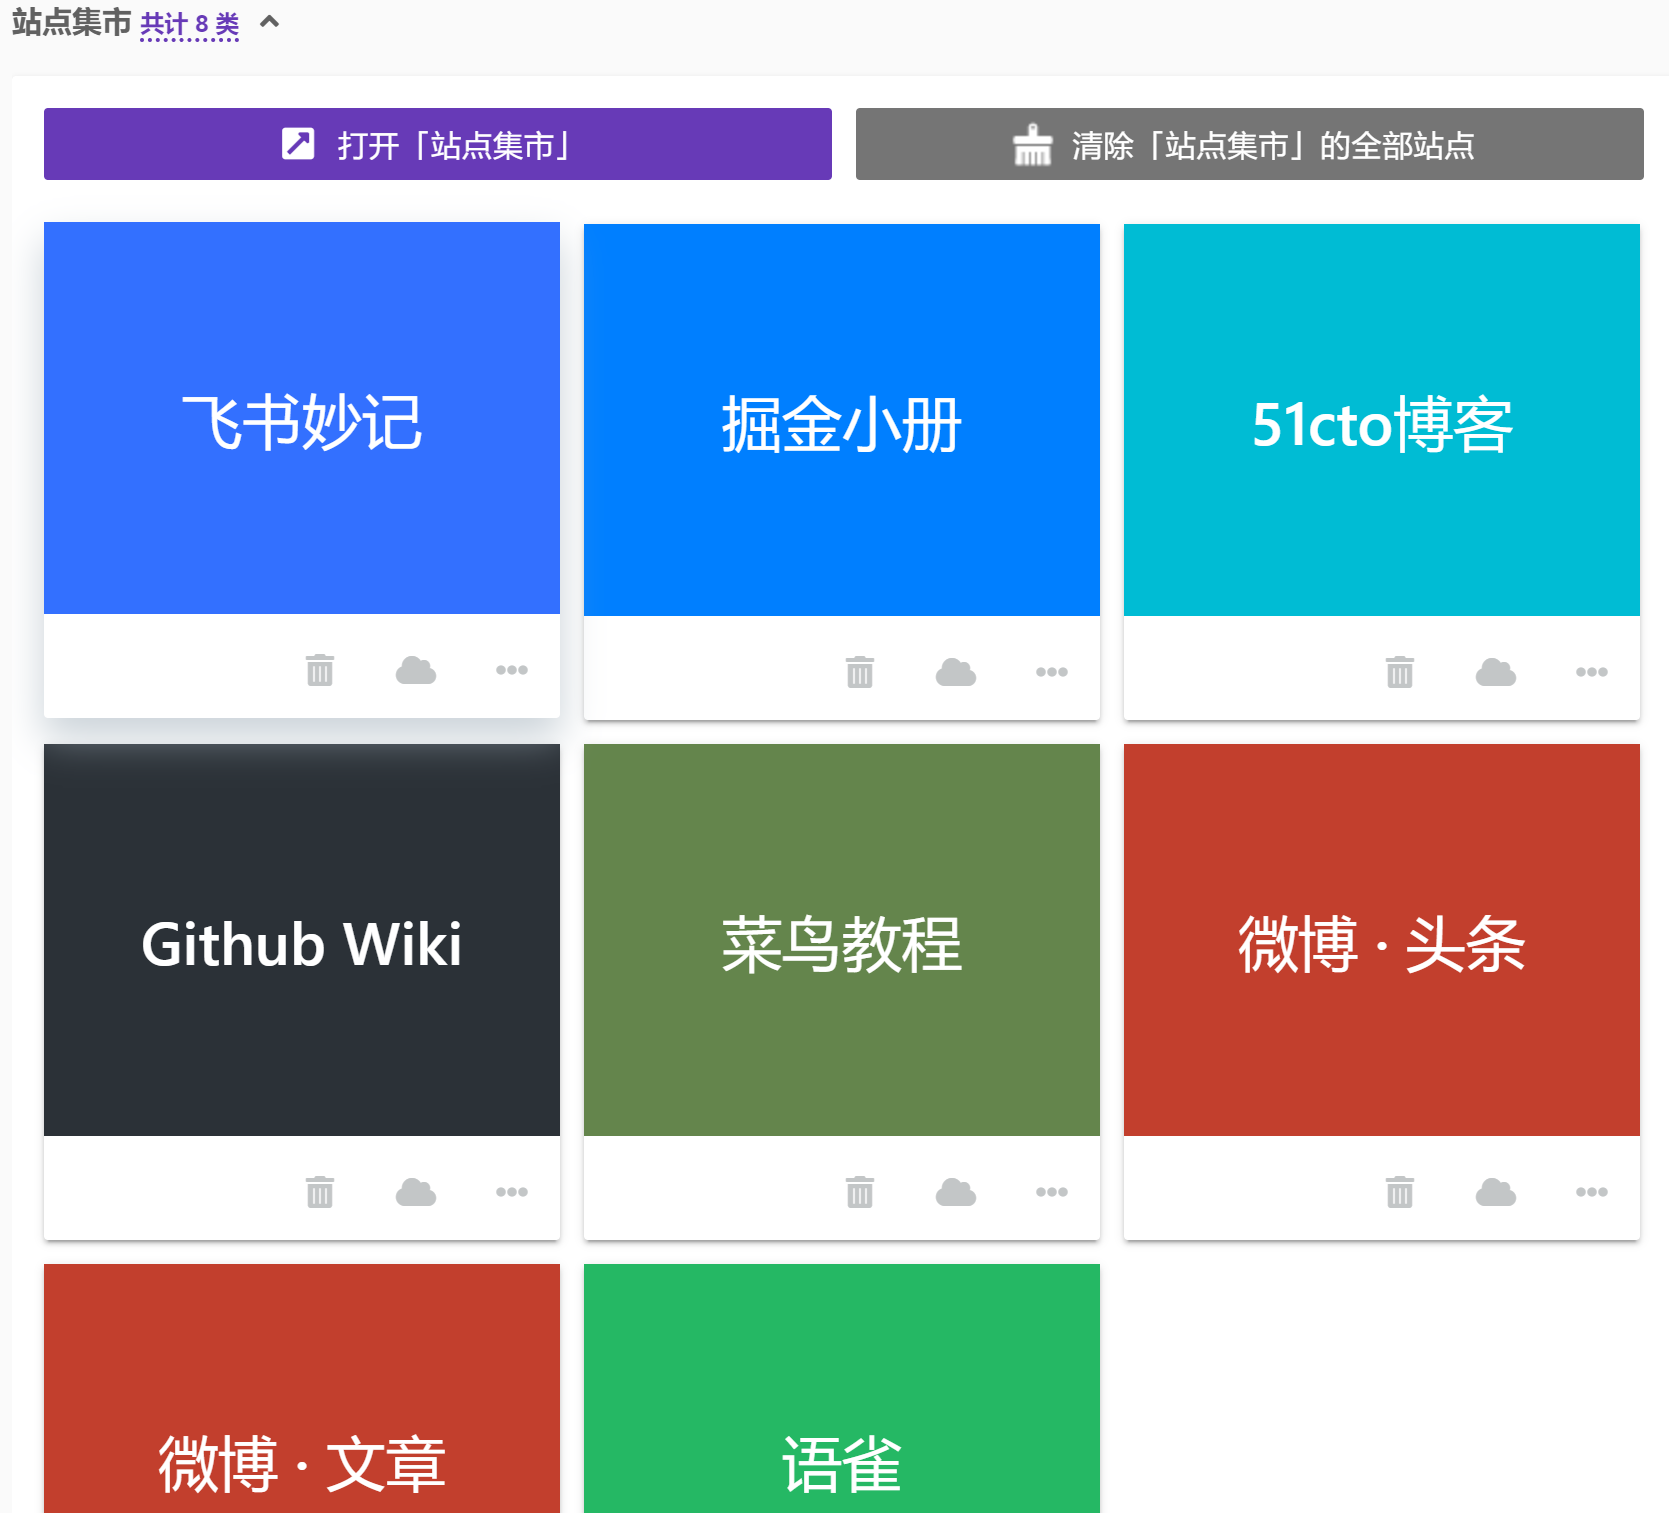 站点集市 共计 8 类
打开「站点集市」
清除「站点集市」的全部站点
飞书妙记
掘金小册
51cto博客
Github Wiki
菜鸟教程
微博 · 头条
微博 · 文章
语雀